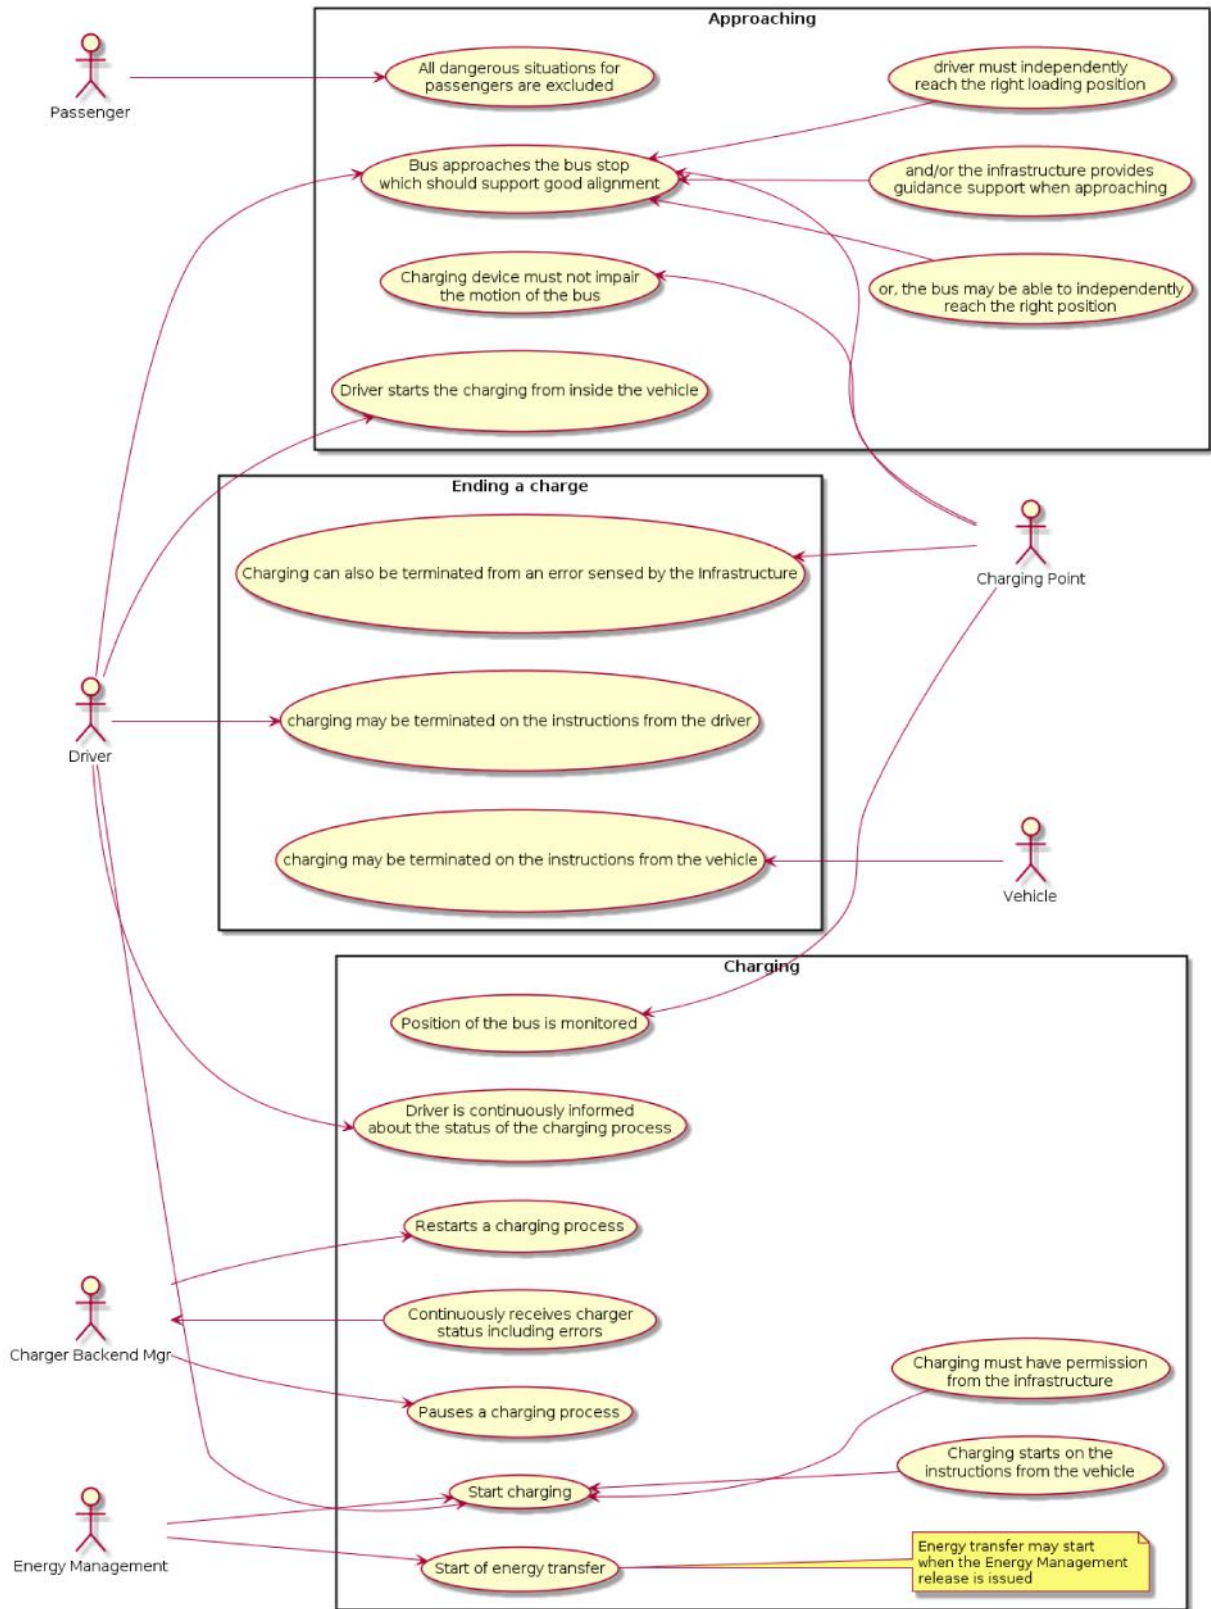 Approaching
Passenger
All dangerous situations for
passengers are excluded
driver must independently
reach the right loading position
Bus approaches the bus stop
which should support good alignment
and/or the infrastructure provides
guidance support when approaching
Charging device must not impair
the motion of the bus
or, the bus may be able to independently
reach the right position
Driver starts the charging from inside the vehicle
Ending a charge
Charging can also be terminated from an error sensed by the Infrastructure
Charging Point
charging may be terminated on the instructions from the driver
Driver
charging may be terminated on the instructions from the vehicle
Vehicle
Charging
Position of the bus is monitored
Driver is continuously informed
about the status of the charging process
Restarts a charging process
Continuously receives charger
status including errors
Charger Backend Mgr
Charging must have permission
from the infrastructure
Pauses a charging process
Charging starts on the
instructions from the vehicle
Start charging
Energy Management
Start of energy transfer
Energy transfer may start
when the Energy Management
release is issued